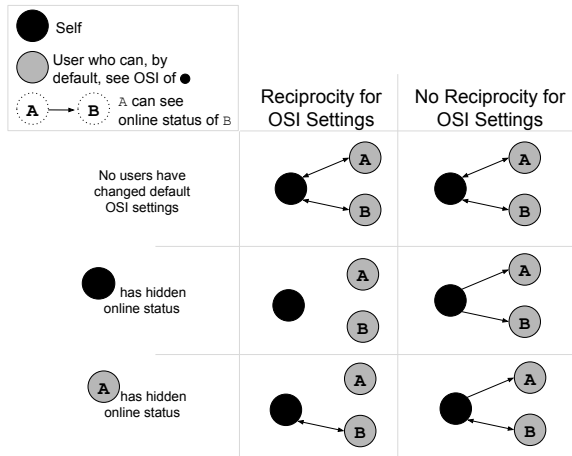 Self
User who can, by
default, see OSI of
A B A can see
online status of B
Reciprocity for
OSI Settings
No Reciprocity for
OSI Settings
No users have
changed default
OSI settings
A
B
A
B
has hidden
online status
A
B
A
B
A has hidden
online status
A
B
A
B